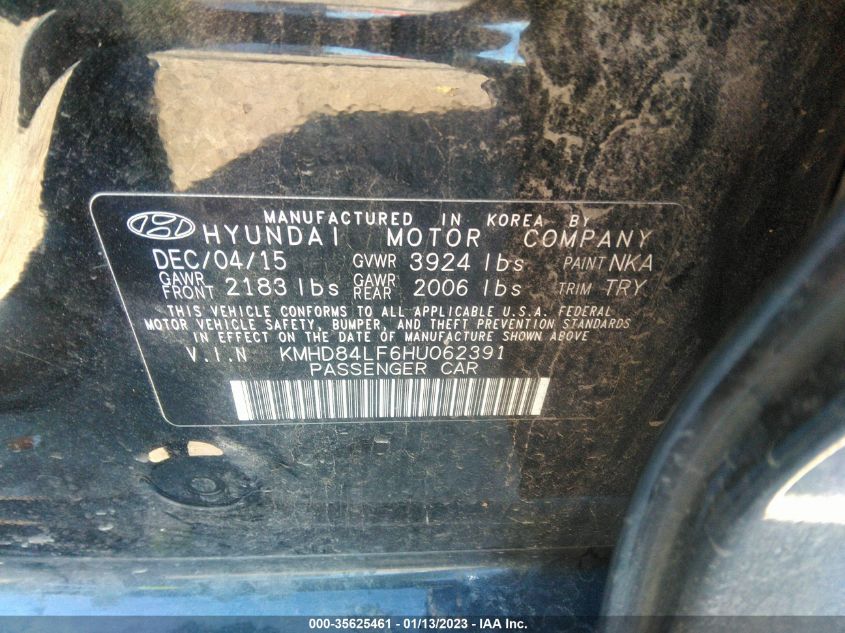 MANUFACTURED IN KOREA BY
HYUNDAI MOTOR COMPANY
DEC/04/15 GVWR 3924 lbs PAINT NKA
GAWR FRONT 2183 lbs GAWR REAR 2006 lbs TRIM TRY
THIS VEHICLE CONFORMS TO ALL APPLICABLE U.S.A. FEDERAL
MOTOR VEHICLE SAFETY, BUMPER, AND THEFT PREVENTION STANDARDS
IN EFFECT ON THE DATE OF MANUFACTURE SHOWN ABOVE
V.I.N KMHD84LF6HU062391
PASSENGER CAR
000-35625461 - 01/13/2023 - IAA Inc.